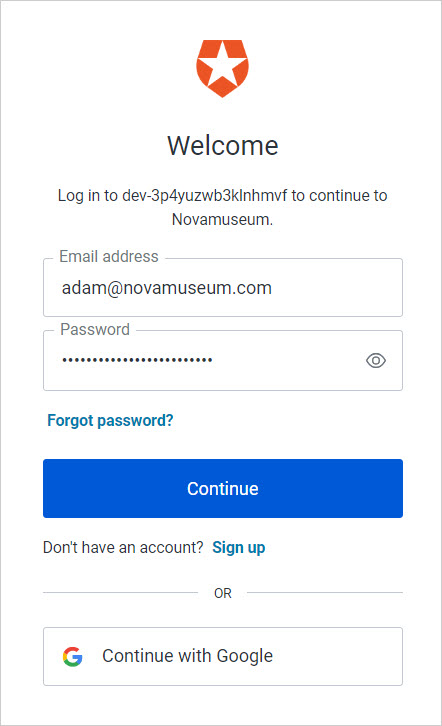 Welcome
Log in to dev-3p4yuzwb3klnhmvf to continue to
Novamuseum.
Email address
adam@novamuseum.com
Password
•••••••••••••••••••••••••
Forgot password?
Continue
Don't have an account? Sign up
OR
Continue with Google